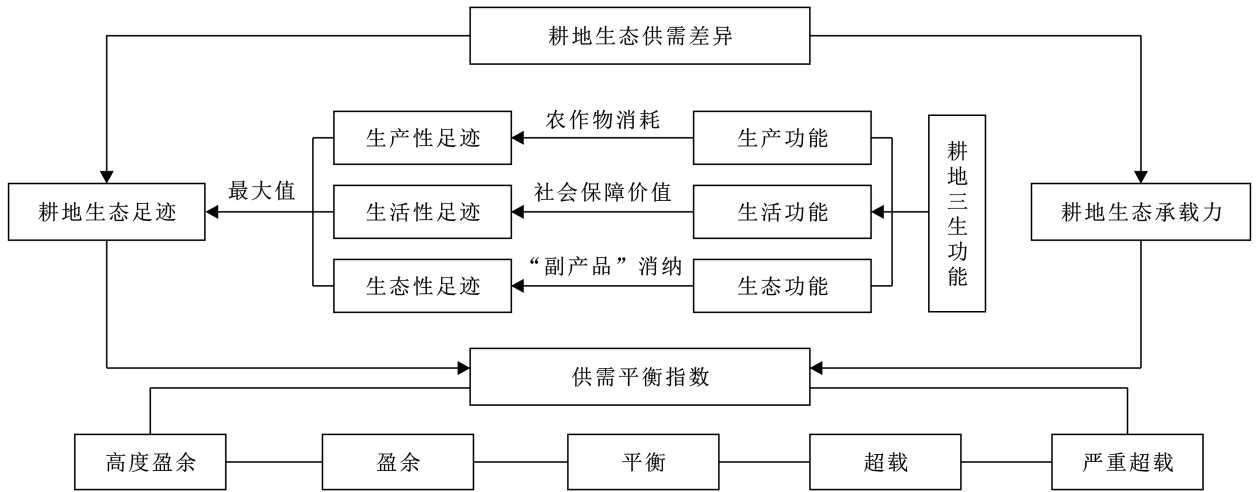 耕地生态供需差异
生产性足迹
农作物消耗
生产功能
耕地三生功能
耕地生态足迹
最大值
生活性足迹
社会保障价值
生活功能
耕地生态承载力
生态性足迹
“副产品”消纳
生态功能
供需平衡指数
高度盈余
盈余
平衡
超载
严重超载